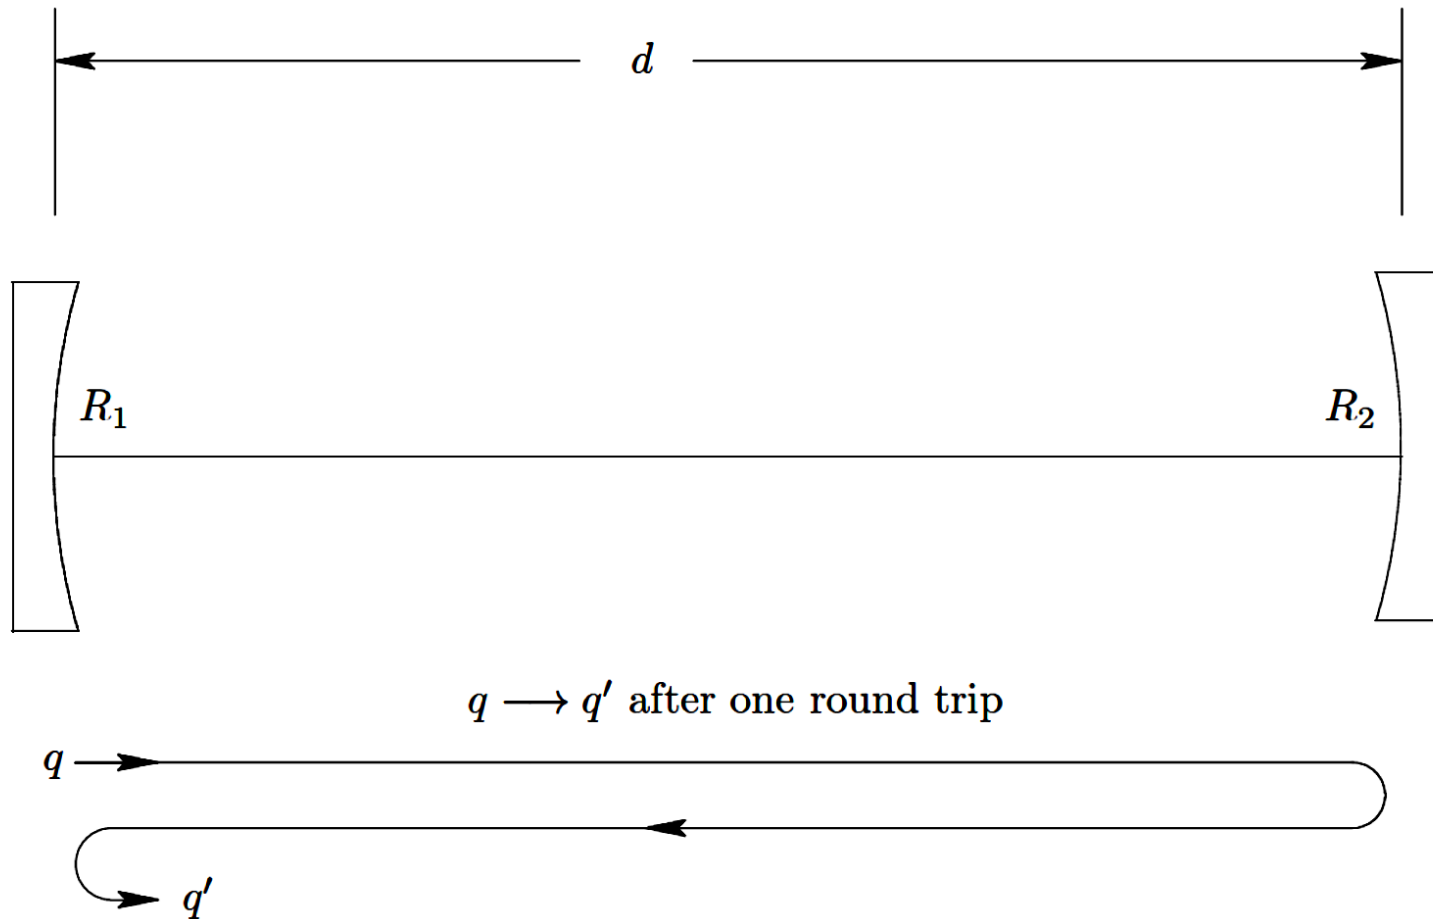 d
R₁
R₂
q ⟶ q′ after one round trip
q
q′